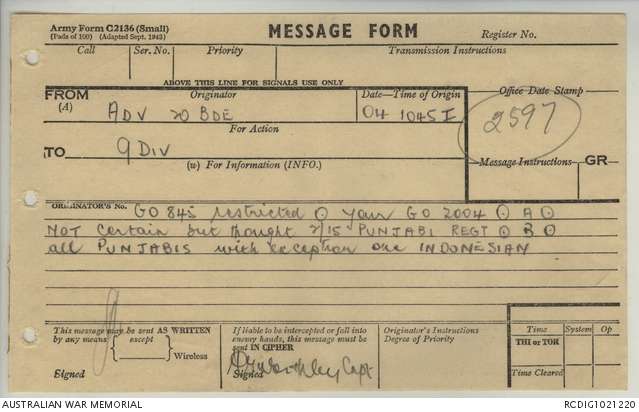 Army Form C2136 (Small)
(Pads of 100) (Adapted Sept. 1943)
MESSAGE FORM
Register No.
Call Ser. No. Priority Transmission Instructions
ABOVE THIS LINE FOR SIGNALS USE ONLY
FROM (A) Originator Date—Time of Origin Office Date Stamp
ADV 20 BDE 04 1045 I
2597
For Action
TO 9 DIV
(w) For Information (INFO.) Message Instructions GR
ORIGINATOR'S No. GO 845 restricted ⊙ your GO 2004 ⊙ A ⊙
NOT certain but thought 2/15 PUNJABI REGT ⊙ B ⊙
all PUNJABIS with exception one INDONESIAN
This message may be sent AS WRITTEN
by any means except
Wireless
Signed
If liable to be intercepted or fall into
enemy hands, this message must be
sent IN CIPHER
Capt
Signed
Originator's Instructions
Degree of Priority
Time System Op
THI or TOR
Time Cleared
AUSTRALIAN WAR MEMORIAL RCDIG1021220